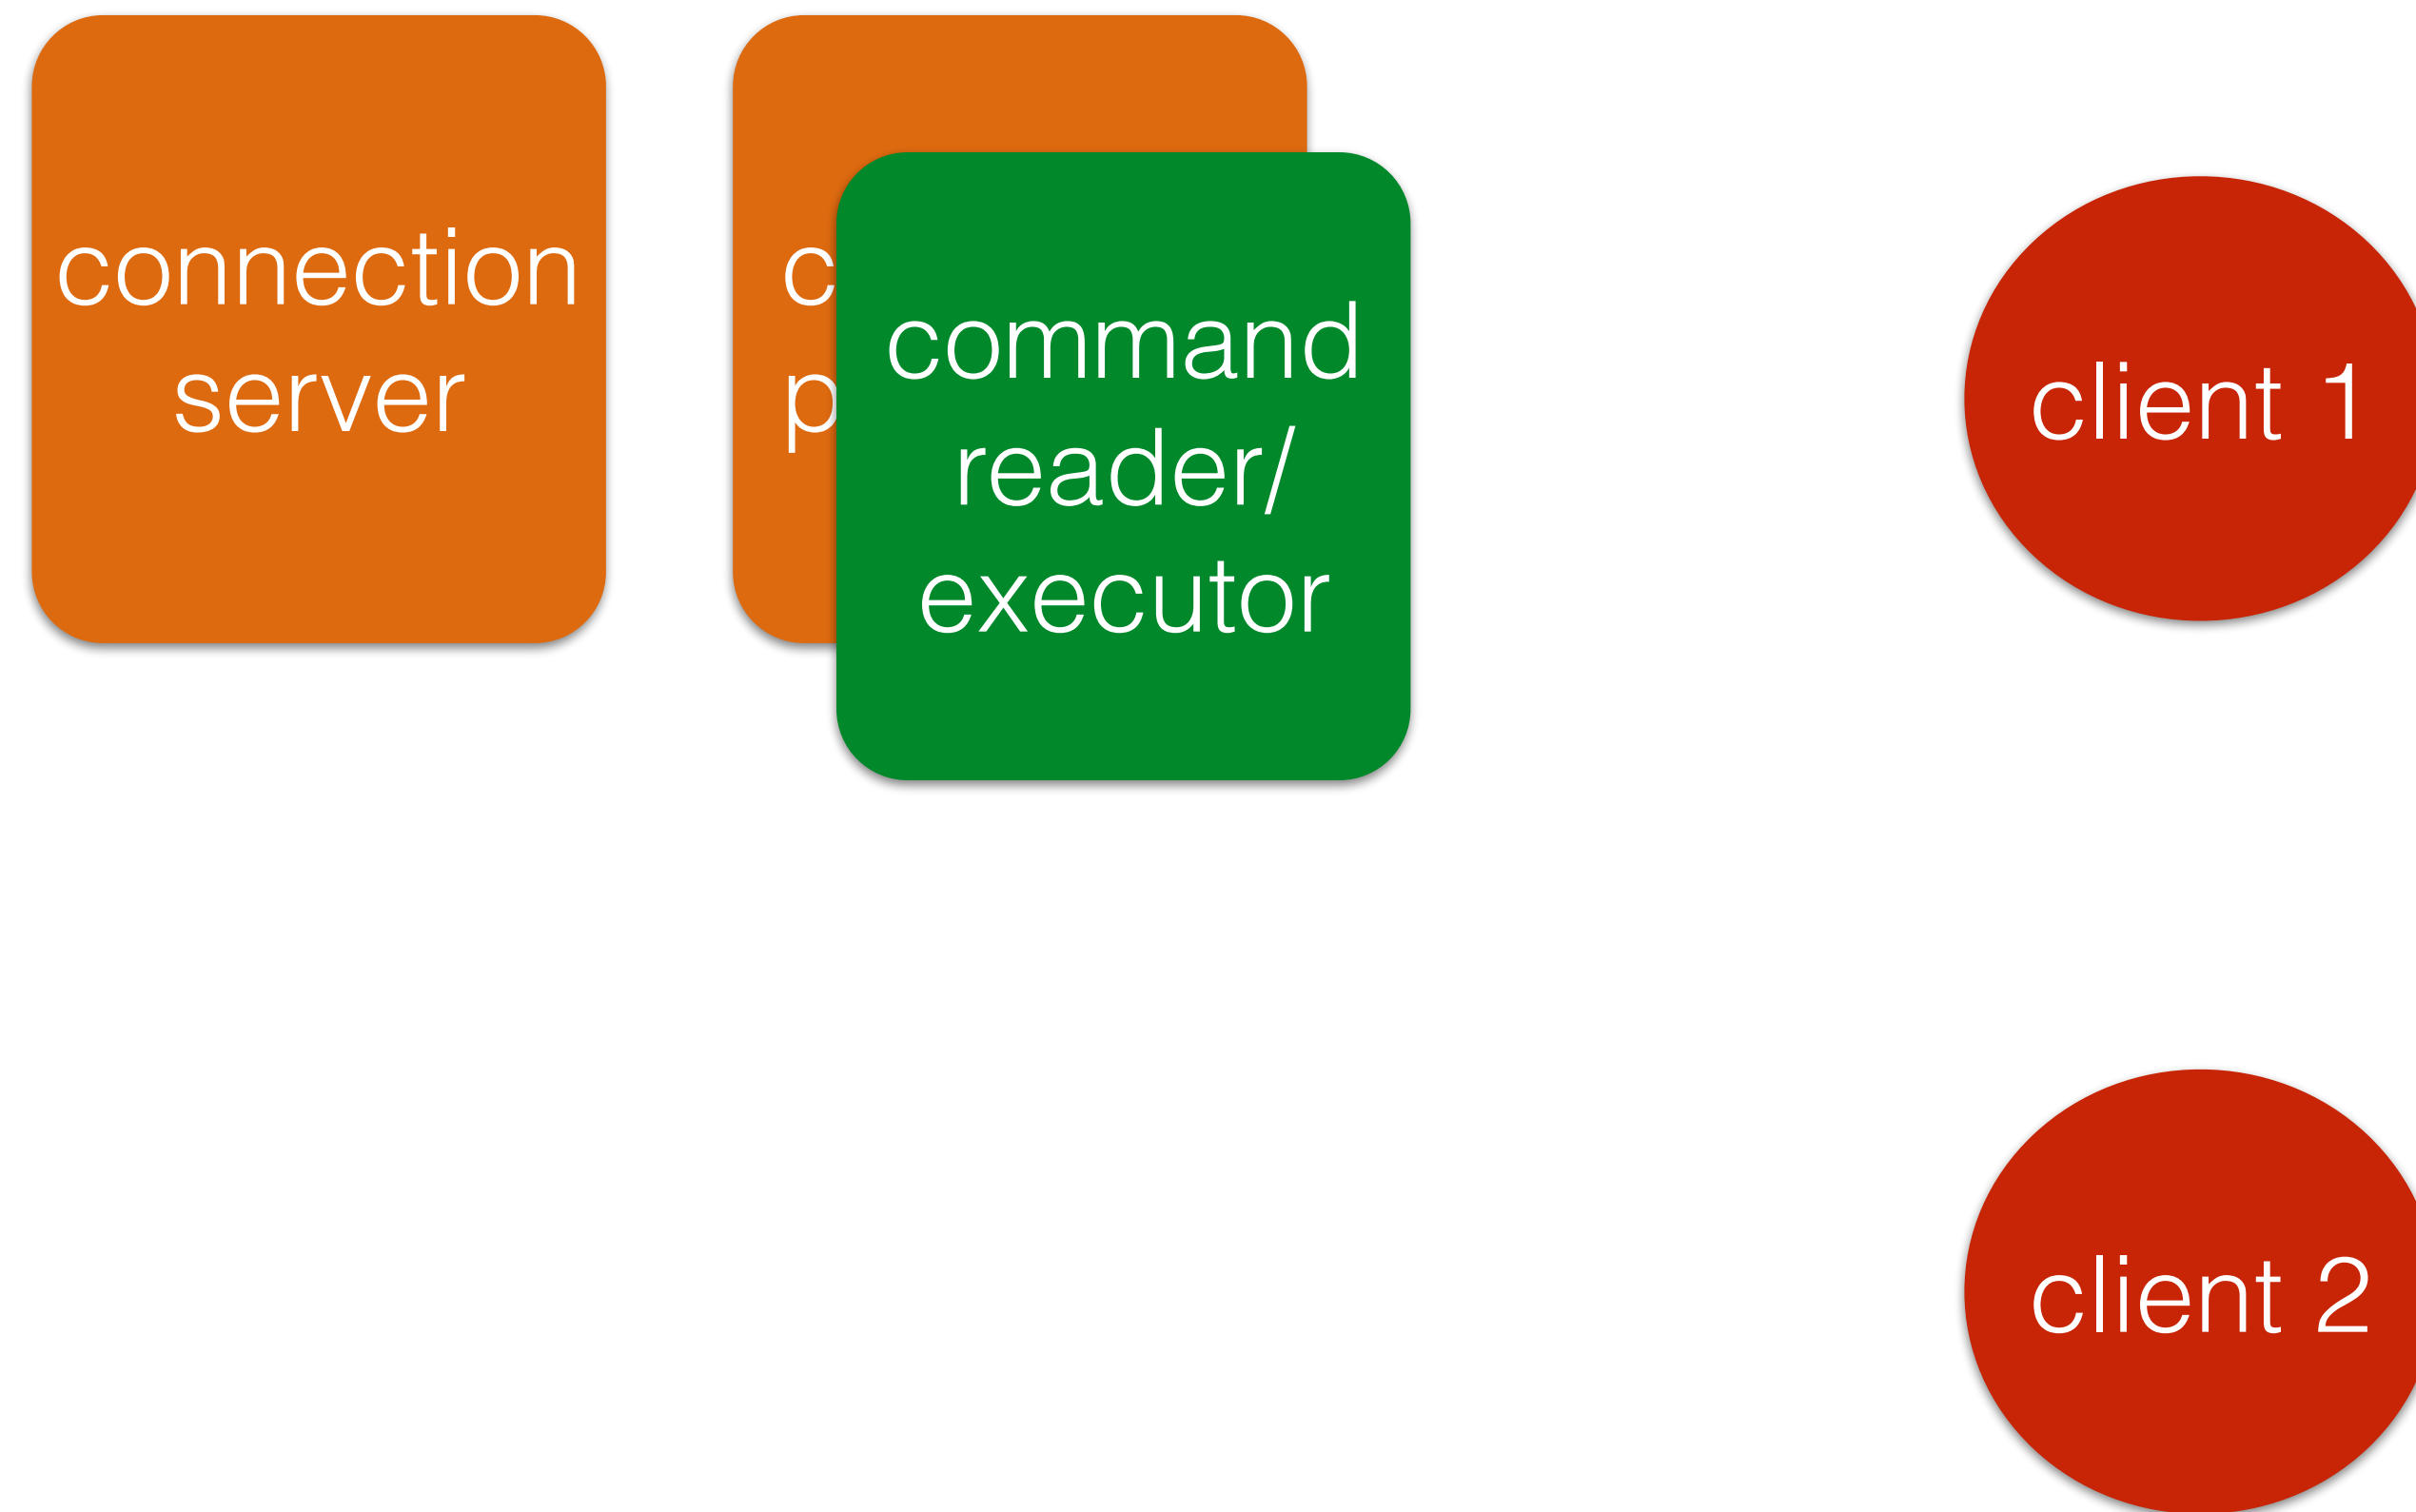 connection
server
command
reader/
executor
client 1
client 2